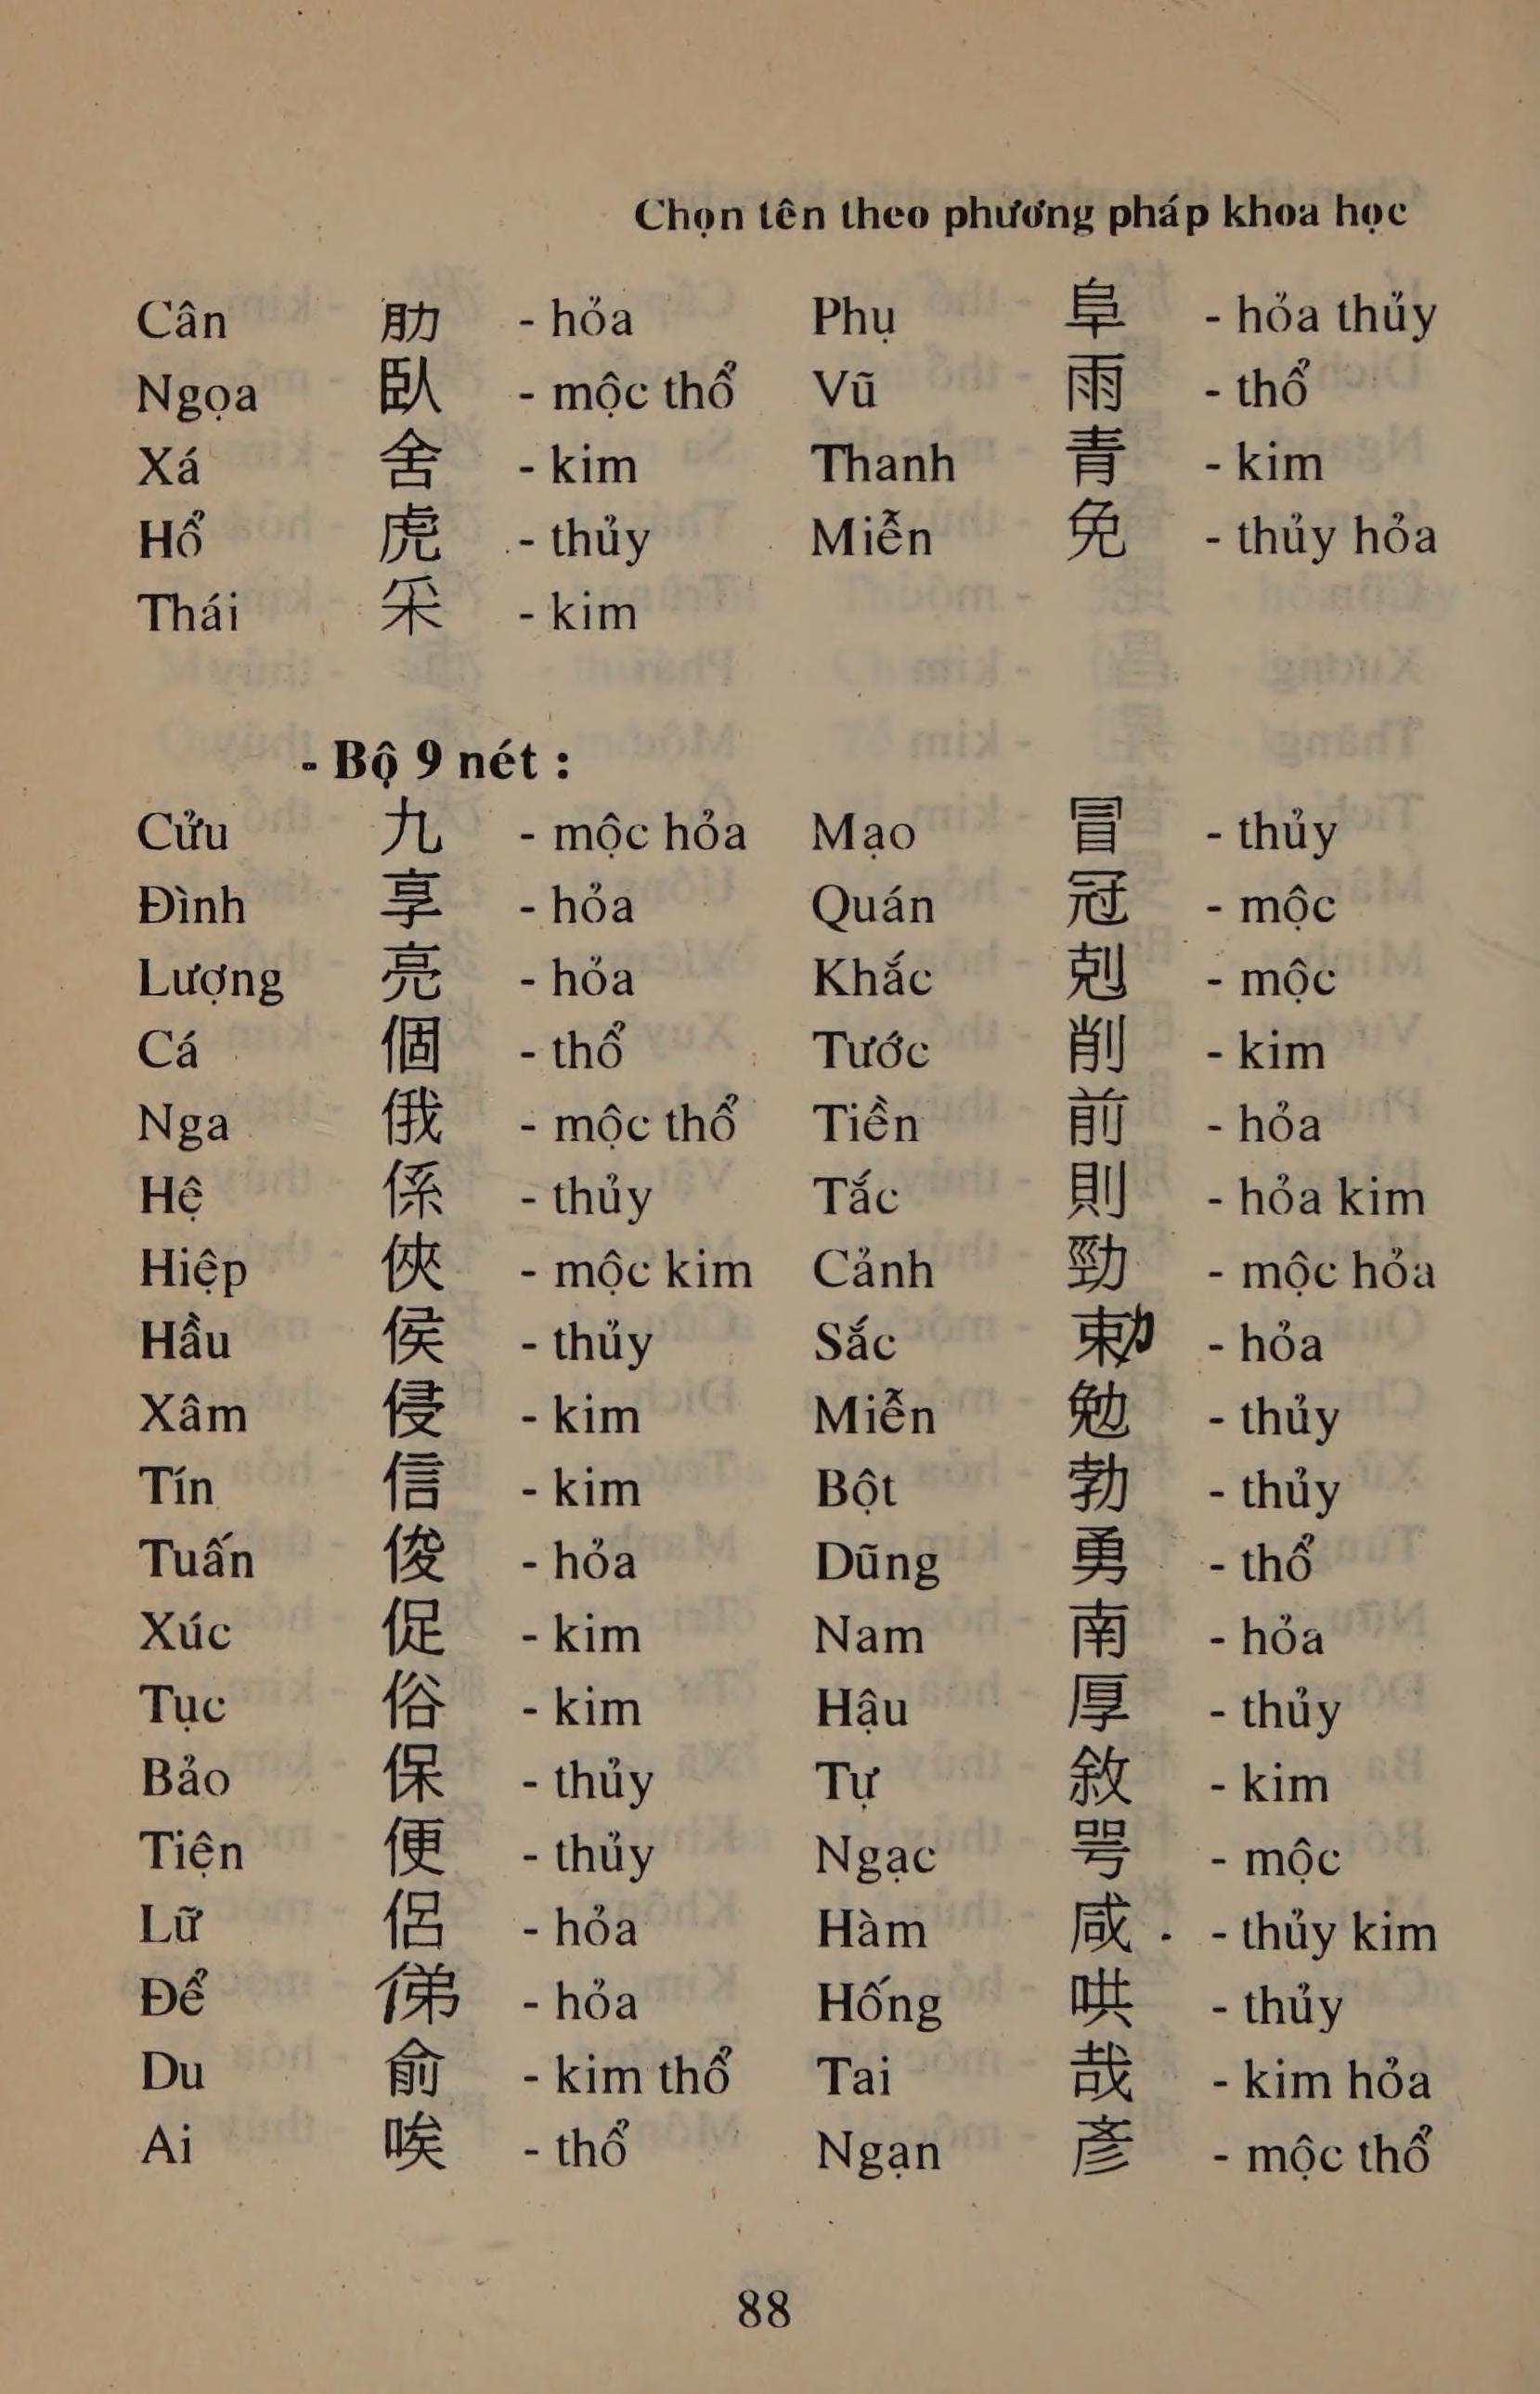 Chọn tên theo phương pháp khoa học
Cân 肋 - hỏa Phụ 阜 - hỏa thủy
Ngọa 臥 - mộc thổ Vũ 雨 - thổ
Xá 舍 - kim Thanh 青 - kim
Hổ 虎 - thủy Miễn 免 - thủy hỏa
Thái 采 - kim
- Bộ 9 nét :
Cửu 九 - mộc hỏa Mạo 冒 - thủy
Đình 享 - hỏa Quán 冠 - mộc
Lượng 亮 - hỏa Khắc 剋 - mộc
Cá 個 - thổ Tước 削 - kim
Nga 俄 - mộc thổ Tiền 前 - hỏa
Hệ 係 - thủy Tắc 則 - hỏa kim
Hiệp 俠 - mộc kim Cảnh 勁 - mộc hỏa
Hầu 侯 - thủy Sắc 勅 - hỏa
Xâm 侵 - kim Miễn 勉 - thủy
Tín 信 - kim Bột 勃 - thủy
Tuấn 俊 - hỏa Dũng 勇 - thổ
Xúc 促 - kim Nam 南 - hỏa
Tục 俗 - kim Hậu 厚 - thủy
Bảo 保 - thủy Tự 敘 - kim
Tiện 便 - thủy Ngạc 咢 - mộc
Lữ 侶 - hỏa Hàm 咸 - thủy kim
Để 俤 - hỏa Hống 哄 - thủy
Du 俞 - kim thổ Tai 哉 - kim hỏa
Ai 唉 - thổ Ngạn 彥 - mộc thổ
88